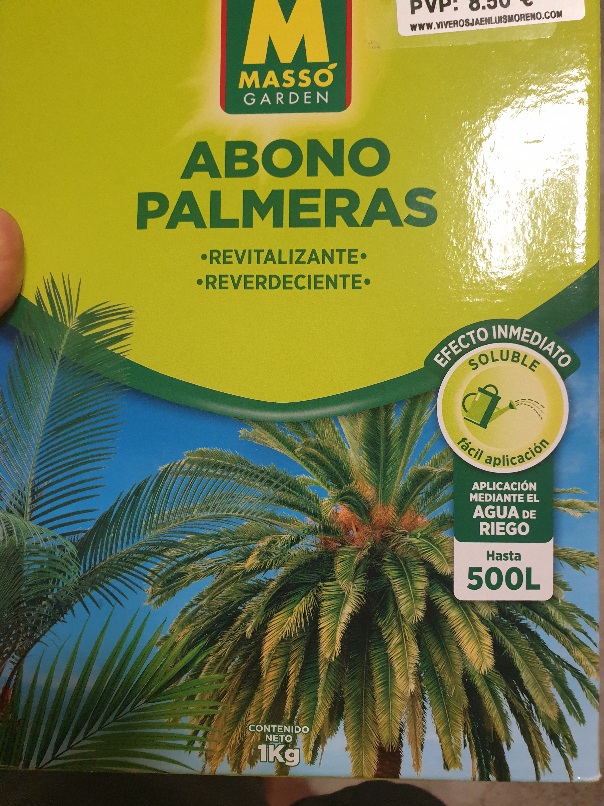 PVP: 8.50 €
WWW.VIVEROSJAENLUISMORENO.COM
M
MASSÓ
GARDEN
ABONO
PALMERAS
•REVITALIZANTE•
•REVERDECIENTE•
EFECTO INMEDIATO
SOLUBLE
fácil aplicación
APLICACIÓN
MEDIANTE EL
AGUA DE
RIEGO
Hasta
500L
CONTENIDO
NETO
1Kg